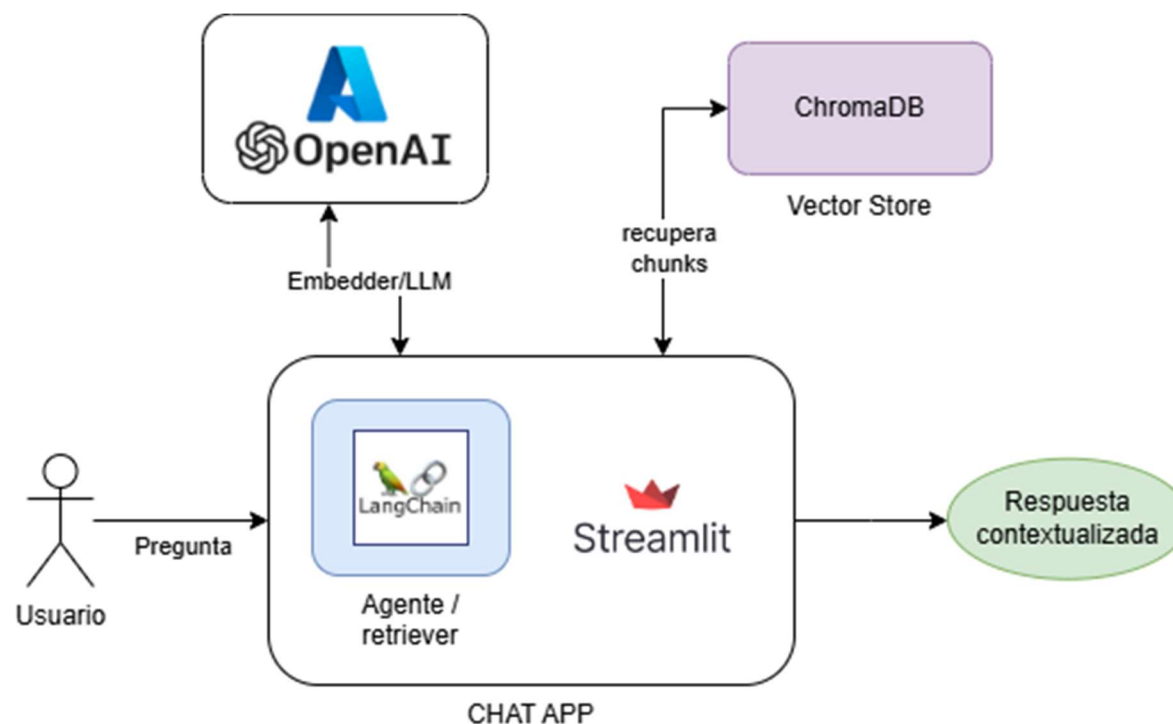 OpenAI
ChromaDB
Vector Store
recupera
chunks
Embedder/LLM
LangChain
Streamlit
Pregunta
Usuario
Agente /
retriever
Respuesta
contextualizada
CHAT APP